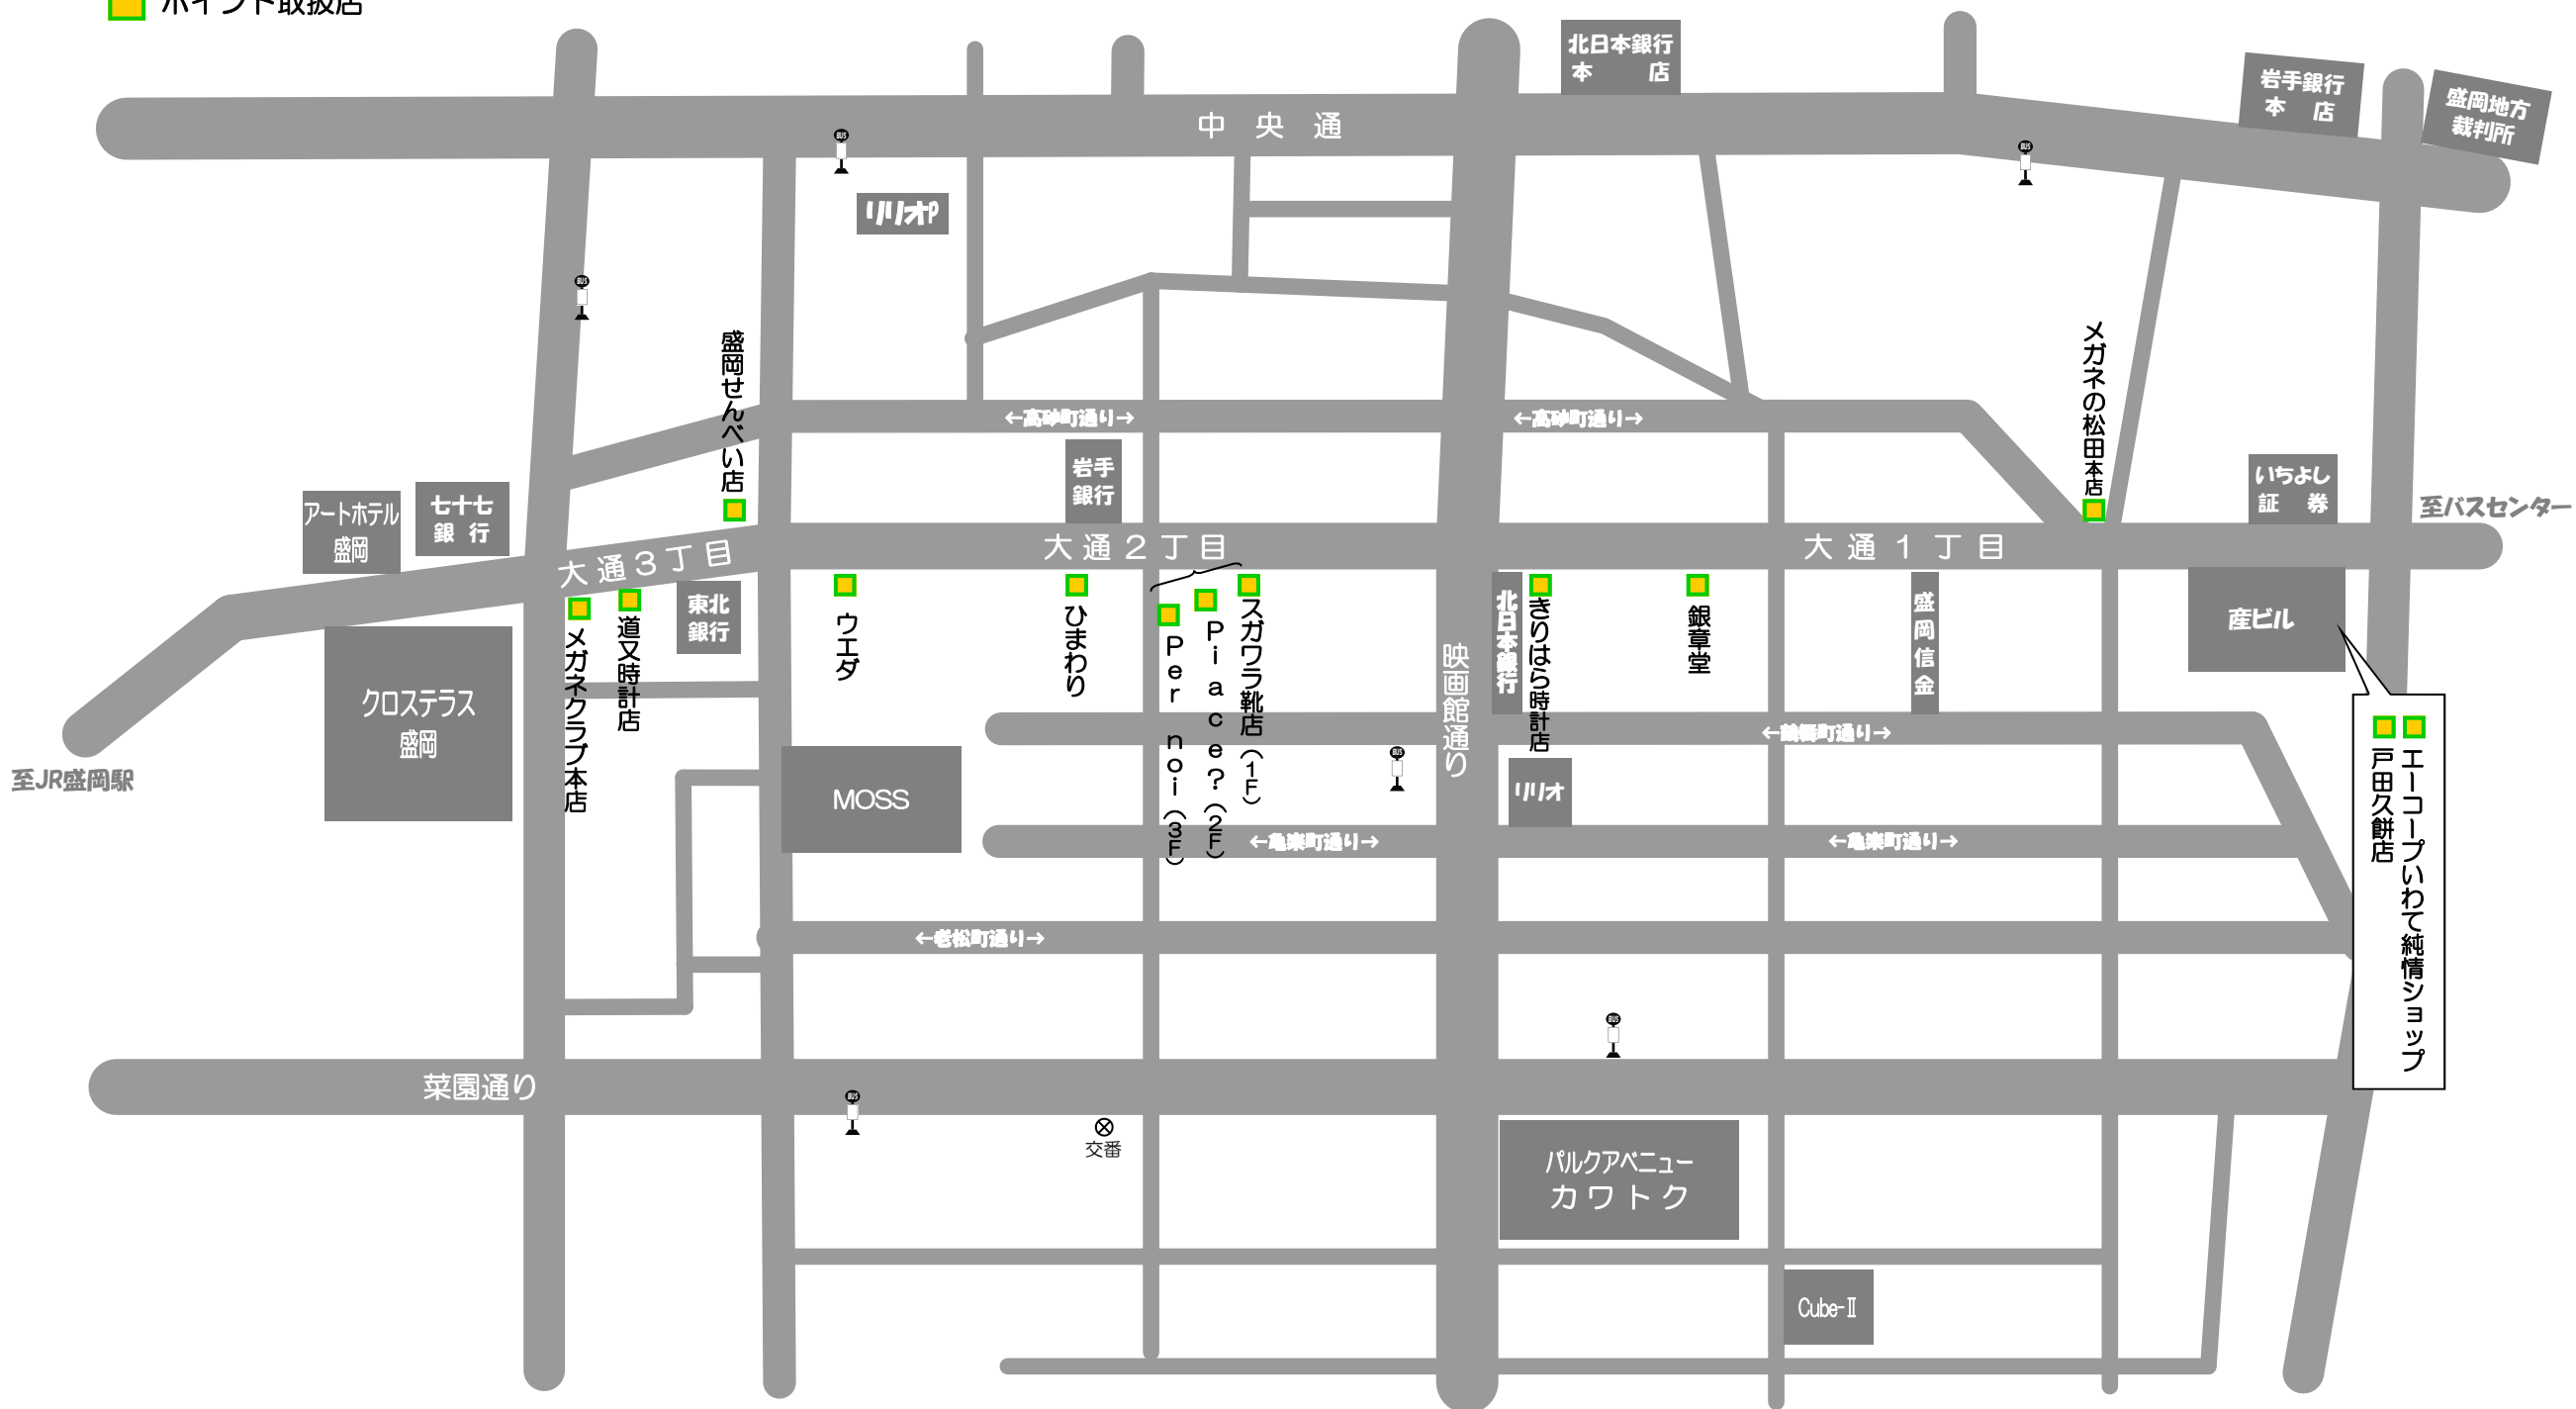 ポイント取扱店
北日本銀行
本　店
岩手銀行
本　店
盛岡地方
裁判所
中央通
リリオP
盛岡せんべい店
メガネの松田本店
←高砂町通り→
←高砂町通り→
岩手
銀行
アートホテル
盛岡
七十七
銀行
いちよし
証券
至バスセンター
大通3丁目
大通2丁目
大通1丁目
メガネクラブ本店
道又時計店
東北
銀行
ウエダ
ひまわり
Per noi（3F）
Piace?（2F）
スガワラ靴店（1F）
映画館通り
北日本銀行
きりはら時計店
銀章堂
盛岡信金
産ビル
クロステラス
盛岡
至JR盛岡駅
MOSS
リリオ
エーコープいわて純情ショップ
戸田久餅店
←亀楽町通り→
←亀楽町通り→
←老松町通り→
菜園通り
交番
パルクアベニュー
カワトク
Cube-Ⅱ
BUS
BUS
BUS
BUS
BUS
BUS